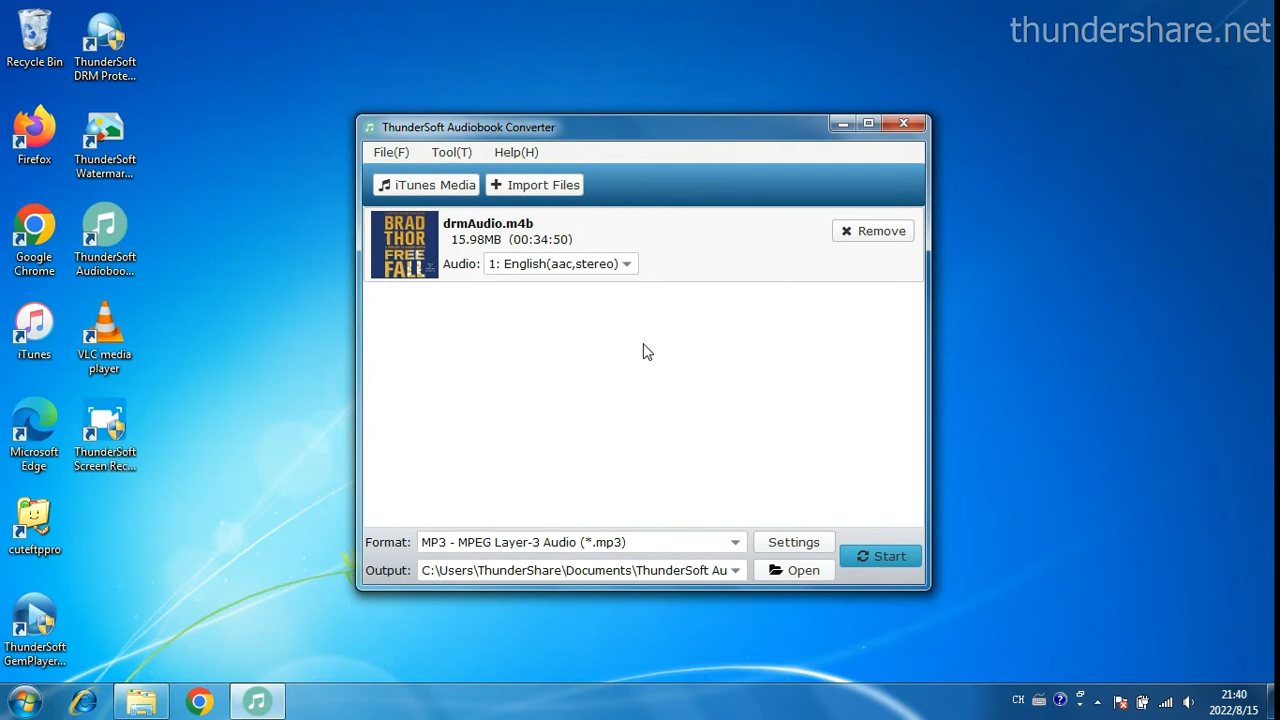 thundershare.net
Recycle Bin
ThunderSoft
DRM Prote...
Firefox
ThunderSoft
Watermar...
Google
Chrome
ThunderSoft
Audioboo...
iTunes
VLC media
player
Microsoft
Edge
ThunderSoft
Screen Rec...
cuteftppro
ThunderSoft
GemPlayer...
ThunderSoft Audiobook Converter
File(F) Tool(T) Help(H)
iTunes Media Import Files
BRAD
THOR
FREE
FALL
drmAudio.m4b
15.98MB (00:34:50)
Audio: 1: English(aac,stereo)
Remove
Format: MP3 - MPEG Layer-3 Audio (*.mp3) Settings
Start
Output: C:\Users\ThunderShare\Documents\ThunderSoft Au Open
CH
21:40
2022/8/15